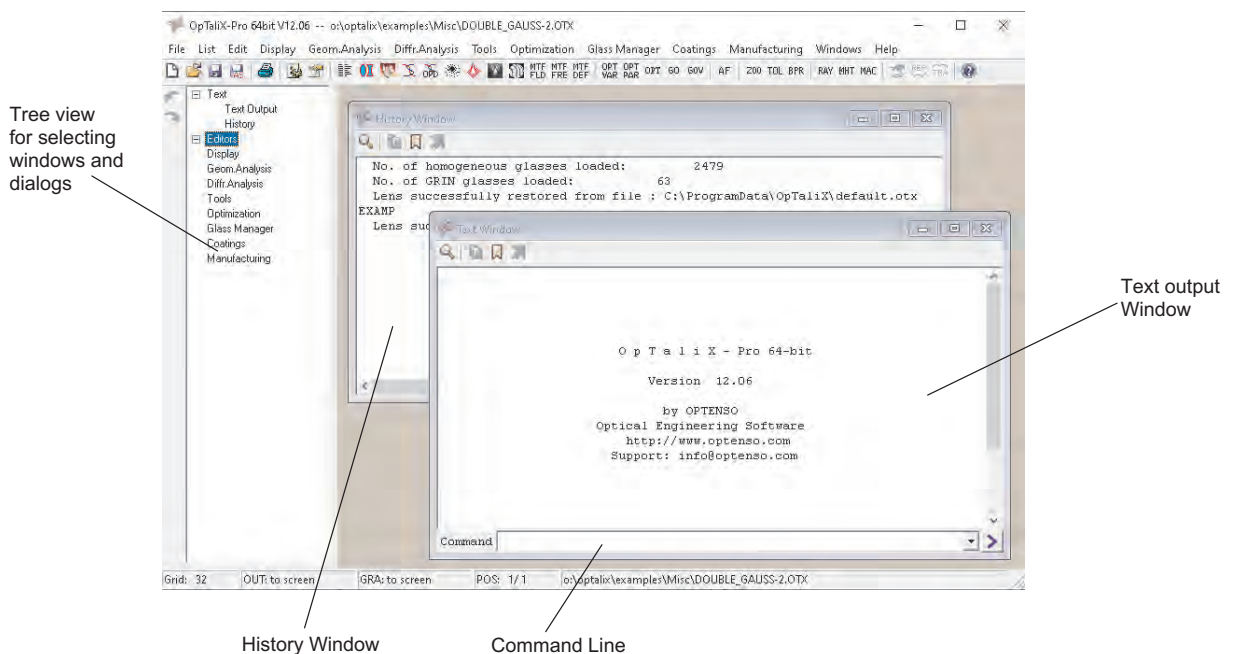 OpTaliX-Pro 64bit V12.06 -- o:\optalix\examples\Misc\DOUBLE_GAUSS-2.OTX
File List Edit Display Geom.Analysis Diffr.Analysis Tools Optimization Glass Manager Coatings Manufacturing Windows Help
MTF MTF MTF OPT OPT OPT GO GOV AF ZOO TOL BPR RAY MHT MAC
OPD FLD FRE DEF VAR PAR
Tree view
for selecting
windows and
dialogs
Text
Text Output
History
Editors
Display
Geom.Analysis
Diffr.Analysis
Tools
Optimization
Glass Manager
Coatings
Manufacturing
History Window
No. of homogeneous glasses loaded: 2479
No. of GRIN glasses loaded: 63
Lens successfully restored from file : C:\ProgramData\OpTaliX\default.otx
EXAMP
Lens suc
Text Window
O p T a l i X - Pro 64-bit
Version 12.06
by OPTENSO
Optical Engineering Software
http://www.optenso.com
Support: info@optenso.com
Command
Text output
Window
Grid: 32 OUT: to screen GRA: to screen POS: 1/1 o:\optalix\examples\Misc\DOUBLE_GAUSS-2.OTX
History Window
Command Line